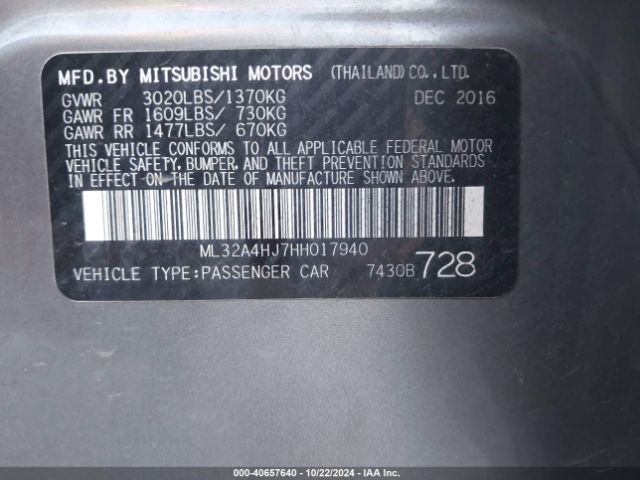 MFD.BY MITSUBISHI MOTORS (THAILAND)CO.,LTD.
GVWR 3020LBS/1370KG DEC 2016
GAWR FR 1609LBS/ 730KG
GAWR RR 1477LBS/ 670KG
THIS VEHICLE CONFORMS TO ALL APPLICABLE FEDERAL MOTOR
VEHICLE SAFETY, BUMPER, AND THEFT PREVENTION STANDARDS
IN EFFECT ON THE DATE OF MANUFACTURE SHOWN ABOVE.
ML32A4HJ7HH017940
VEHICLE TYPE:PASSENGER CAR 7430B 728
000-40657640 - 10/22/2024 - IAA Inc.